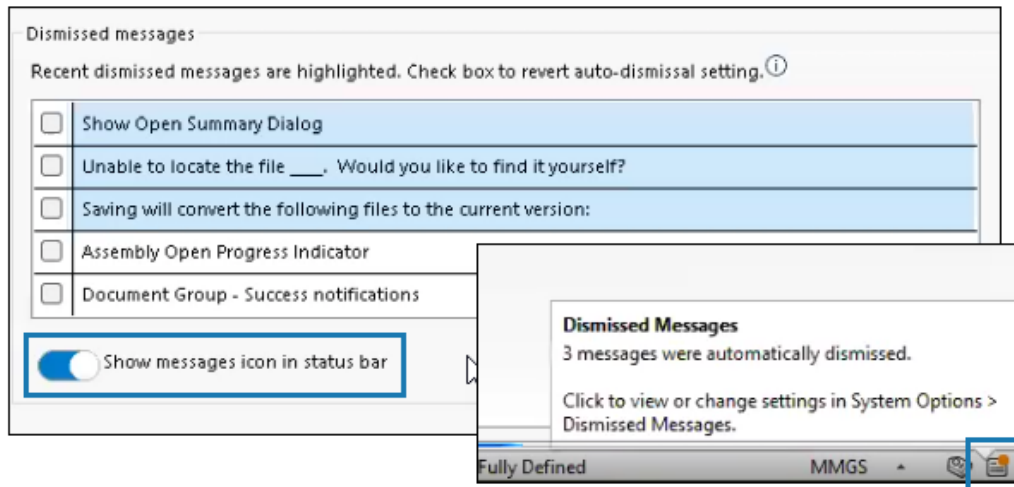 Dismissed messages
Recent dismissed messages are highlighted. Check box to revert auto-dismissal setting.
Show Open Summary Dialog
Unable to locate the file ___. Would you like to find it yourself?
Saving will convert the following files to the current version:
Assembly Open Progress Indicator
Document Group - Success notifications
Show messages icon in status bar
Dismissed Messages
3 messages were automatically dismissed.
Click to view or change settings in System Options >
Dismissed Messages.
Fully Defined MMGS